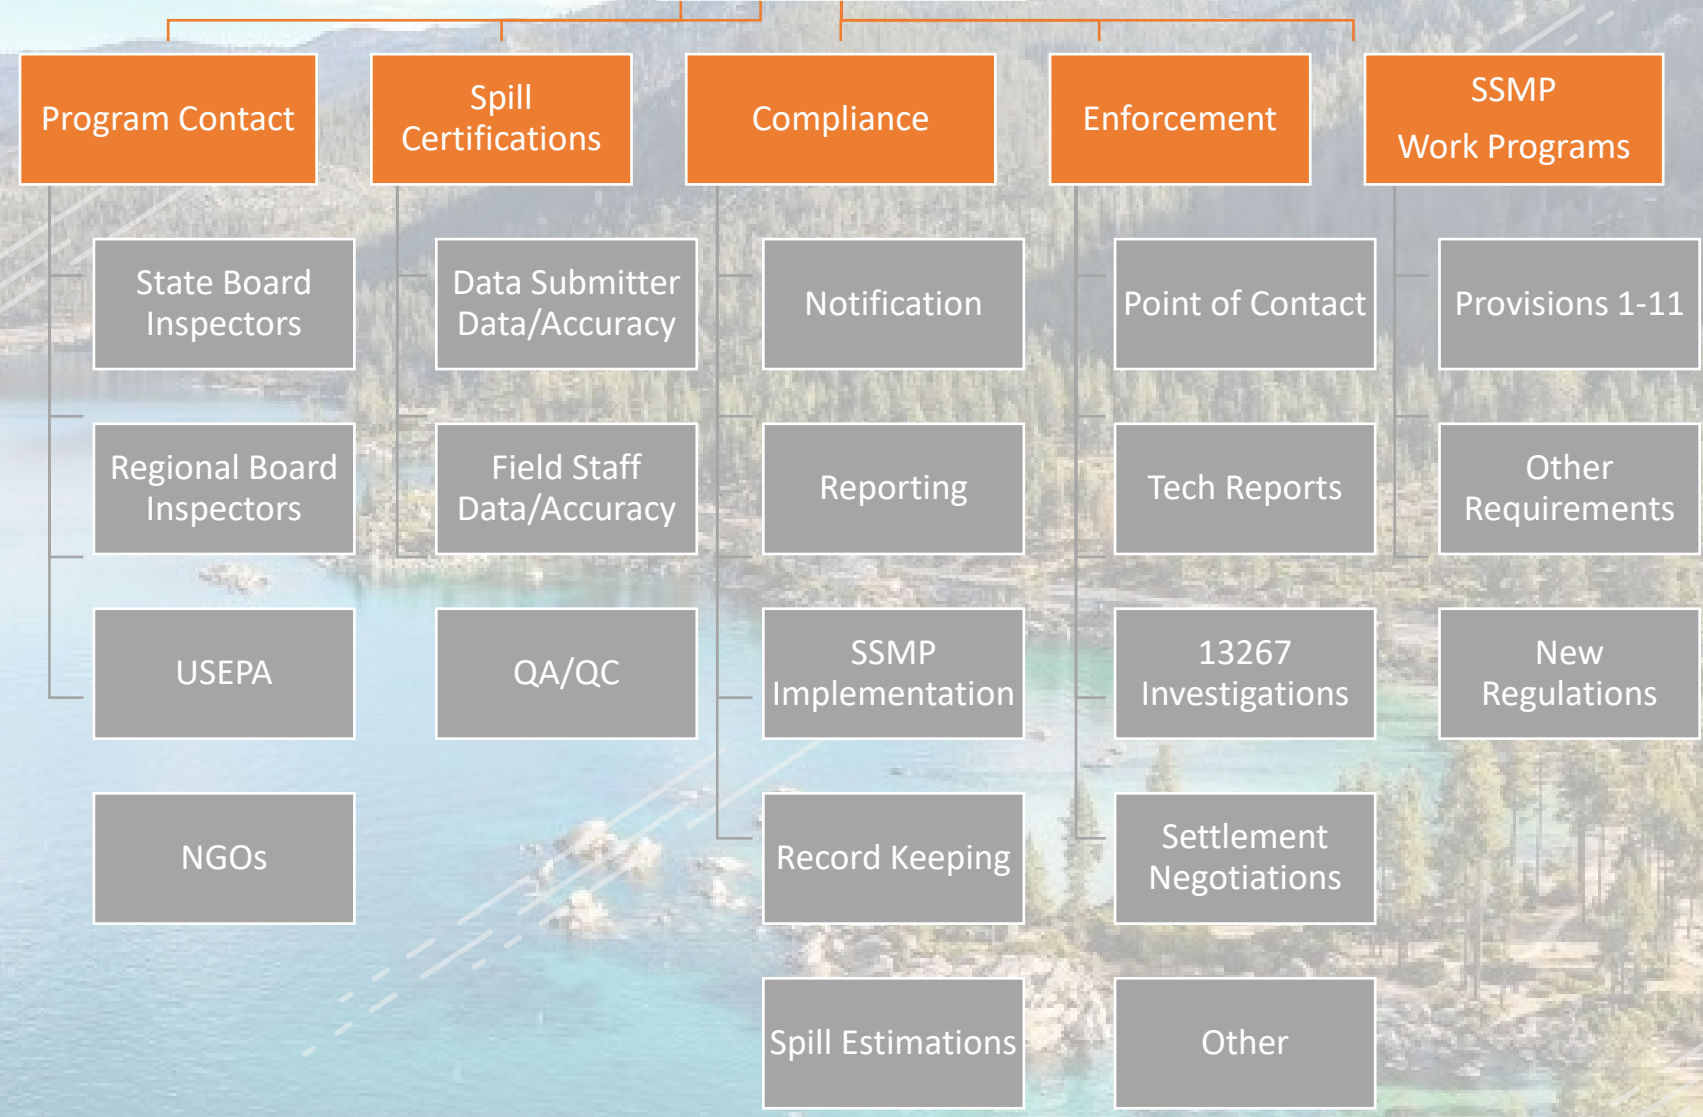 Program Contact
Spill
Certifications
Compliance
Enforcement
SSMP
Work Programs
State Board
Inspectors
Regional Board
Inspectors
USEPA
NGOs
Data Submitter
Data/Accuracy
Field Staff
Data/Accuracy
QA/QC
Notification
Reporting
SSMP
Implementation
Record Keeping
Spill Estimations
Point of Contact
Tech Reports
13267
Investigations
Settlement
Negotiations
Other
Provisions 1-11
Other
Requirements
New
Regulations